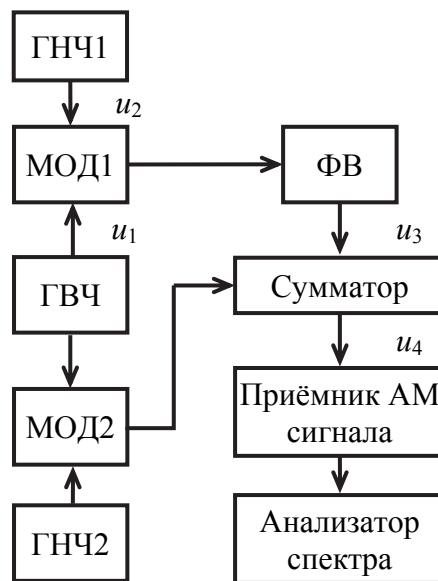 ГНЧ1
u₂
МОД1
ФВ
u₁
u₃
ГВЧ
Сумматор
u₄
МОД2
Приёмник АМ
сигнала
ГНЧ2
Анализатор
спектра